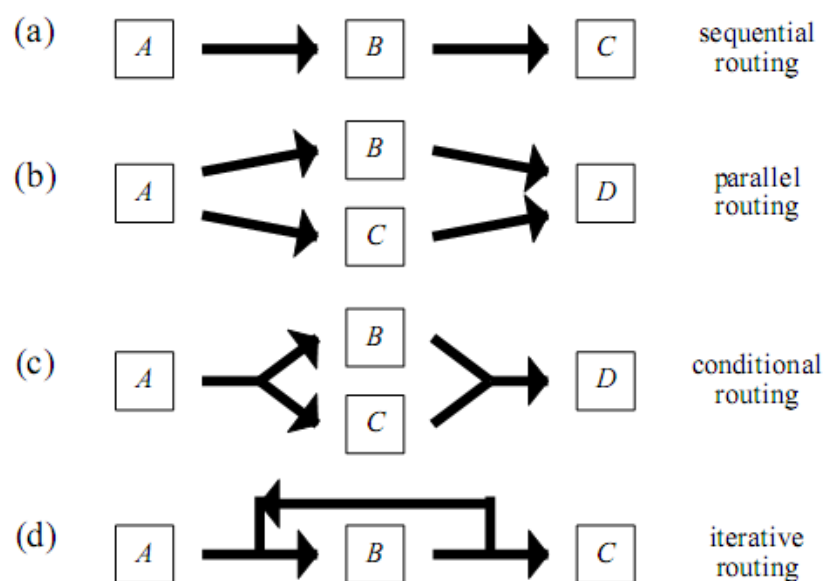 (a) A B C sequential
routing
B
(b) A D parallel
routing
C
B
(c) A D conditional
routing
C
(d) A B C iterative
routing